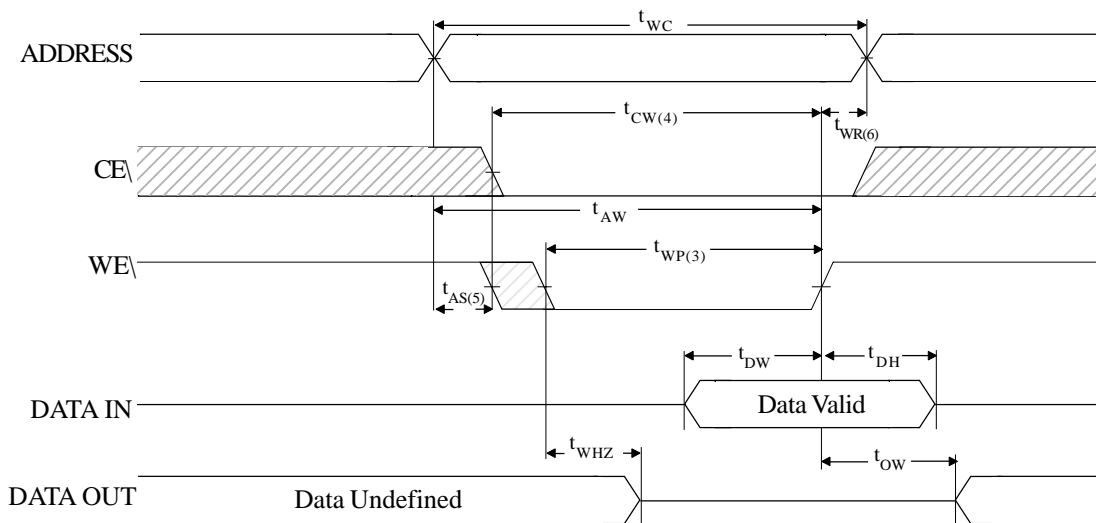 t_WC
ADDRESS
t_CW(4)
t_WR(6)
CE\
t_AW
t_WP(3)
WE\
t_AS(5)
t_DW
t_DH
DATA IN
Data Valid
t_WHZ
t_OW
DATA OUT
Data Undefined